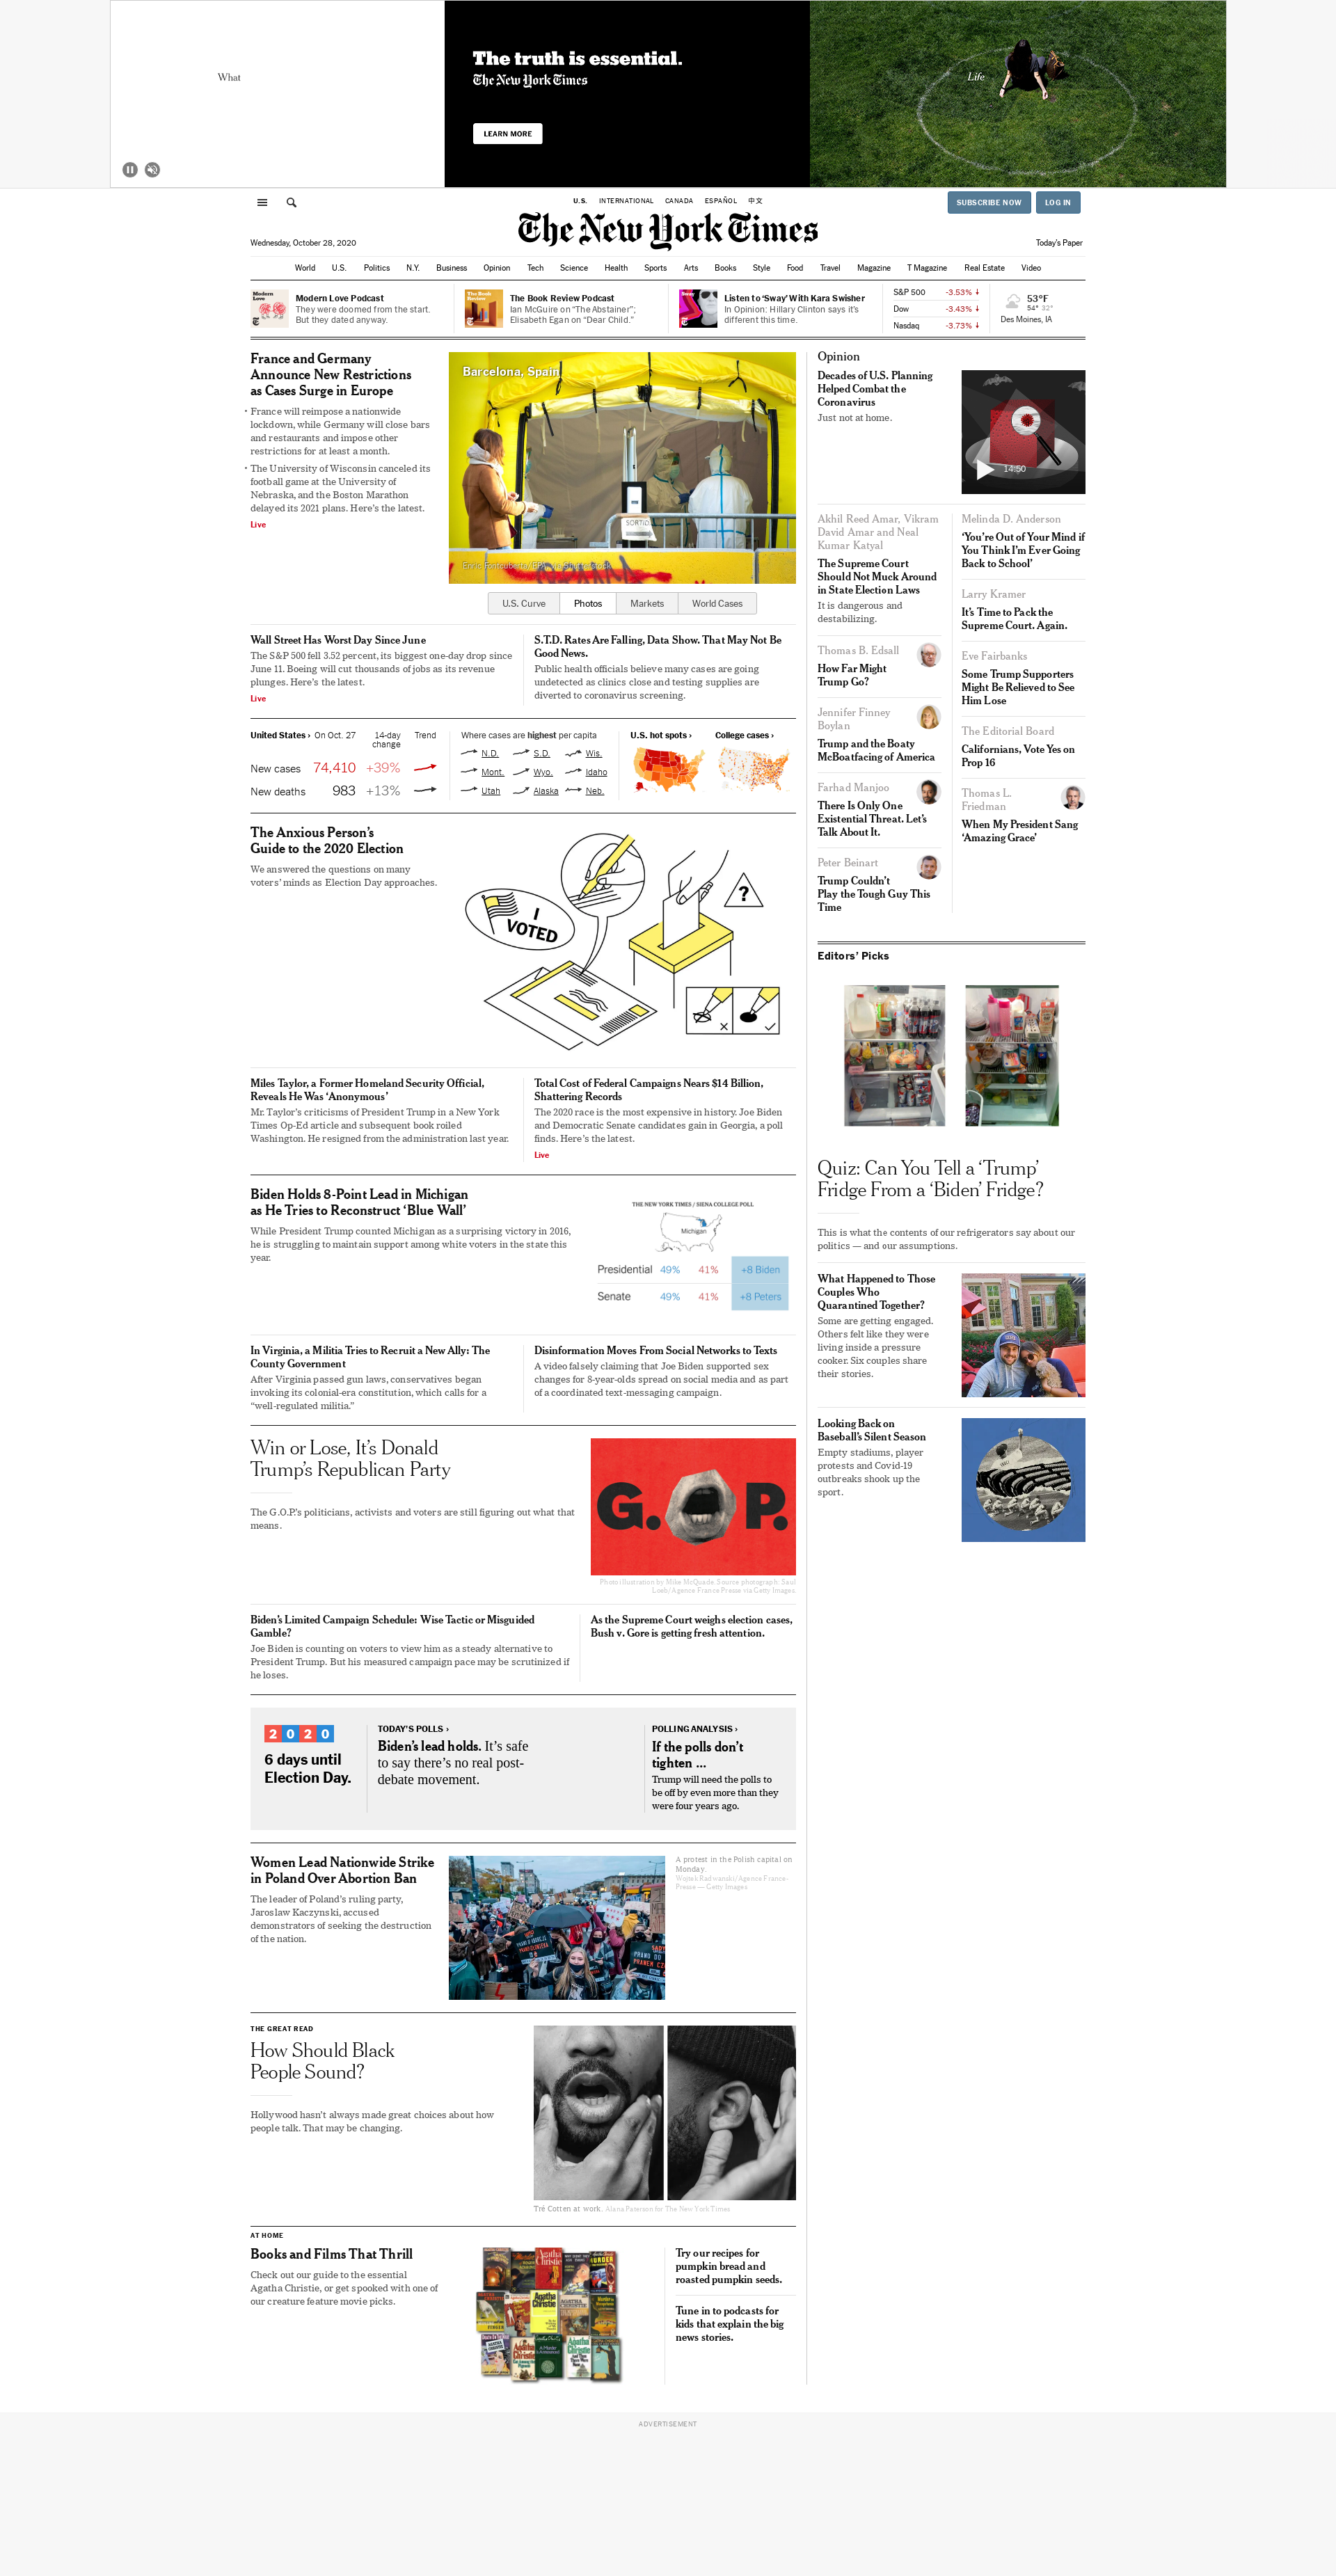 What
The truth is essential.
The New York Times
LEARN MORE
Life
U.S. INTERNATIONAL CANADA ESPAÑOL 中文
SUBSCRIBE NOW LOG IN
The New York Times
Wednesday, October 28, 2020
Today's Paper
World U.S. Politics N.Y. Business Opinion Tech Science Health Sports Arts Books Style Food Travel Magazine T Magazine Real Estate Video
Modern Love
Modern Love Podcast
They were doomed from the start.
But they dated anyway.
The Book Review
The Book Review Podcast
Ian McGuire on “The Abstainer”;
Elisabeth Egan on “Dear Child.”
Listen to ‘Sway’ With Kara Swisher
In Opinion: Hillary Clinton says it's
different this time.
S&P 500 -3.53% ↓
Dow -3.43% ↓
Nasdaq -3.73% ↓
53°F
54° 32°
Des Moines, IA
France and Germany
Announce New Restrictions
as Cases Surge in Europe
• France will reimpose a nationwide
lockdown, while Germany will close bars
and restaurants and impose other
restrictions for at least a month.
• The University of Wisconsin canceled its
football game at the University of
Nebraska, and the Boston Marathon
delayed its 2021 plans. Here's the latest.
Live
Barcelona, Spain
SORTIDA
U.S. Curve Photos Markets World Cases
Wall Street Has Worst Day Since June
The S&P 500 fell 3.52 percent, its biggest one-day drop since
June 11. Boeing will cut thousands of jobs as its revenue
plunges. Here's the latest.
Live
S.T.D. Rates Are Falling, Data Show. That May Not Be
Good News.
Public health officials believe many cases are going
undetected as clinics close and testing supplies are
diverted to coronavirus screening.
United States › On Oct. 27 14-day
change Trend
New cases 74,410 +39%
New deaths 983 +13%
Where cases are highest per capita
N.D. S.D. Wis.
Mont. Wyo. Idaho
Utah Alaska Neb.
U.S. hot spots › College cases ›
The Anxious Person's
Guide to the 2020 Election
We answered the questions on many
voters' minds as Election Day approaches.
I VOTED
?
Miles Taylor, a Former Homeland Security Official,
Reveals He Was ‘Anonymous’
Mr. Taylor's criticisms of President Trump in a New York
Times Op-Ed article and subsequent book roiled
Washington. He resigned from the administration last year.
Total Cost of Federal Campaigns Nears $14 Billion,
Shattering Records
The 2020 race is the most expensive in history. Joe Biden
and Democratic Senate candidates gain in Georgia, a poll
finds. Here's the latest.
Live
Biden Holds 8-Point Lead in Michigan
as He Tries to Reconstruct ‘Blue Wall’
While President Trump counted Michigan as a surprising victory in 2016,
he is struggling to maintain support among white voters in the state this
year.
THE NEW YORK TIMES / SIENA COLLEGE POLL
Michigan
Presidential 49% 41% +8 Biden
Senate 49% 41% +8 Peters
In Virginia, a Militia Tries to Recruit a New Ally: The
County Government
After Virginia passed gun laws, conservatives began
invoking its colonial-era constitution, which calls for a
“well-regulated militia.”
Disinformation Moves From Social Networks to Texts
A video falsely claiming that Joe Biden supported sex
changes for 8-year-olds spread on social media and as part
of a coordinated text-messaging campaign.
Win or Lose, It's Donald
Trump's Republican Party
The G.O.P.'s politicians, activists and voters are still figuring out what that
means.
G.O.P.
Photo illustration by Mike McQuade. Source photograph: Saul
Loeb/Agence France-Presse via Getty Images.
Biden's Limited Campaign Schedule: Wise Tactic or Misguided
Gamble?
Joe Biden is counting on voters to view him as a steady alternative to
President Trump. But his measured campaign pace may be scrutinized if
he loses.
As the Supreme Court weighs election cases,
Bush v. Gore is getting fresh attention.
2020
6 days until
Election Day.
TODAY'S POLLS ›
Biden's lead holds. It's safe
to say there's no real post-
debate movement.
POLLING ANALYSIS ›
If the polls don't
tighten ...
Trump will need the polls to
be off by even more than they
were four years ago.
Women Lead Nationwide Strike
in Poland Over Abortion Ban
The leader of Poland's ruling party,
Jaroslaw Kaczynski, accused
demonstrators of seeking the destruction
of the nation.
A protest in the Polish capital on
Monday.
Wojtek Radwanski/Agence France-
Presse — Getty Images
THE GREAT READ
How Should Black
People Sound?
Hollywood hasn't always made great choices about how
people talk. That may be changing.
Tré Cotten at work. Alana Paterson for The New York Times
AT HOME
Books and Films That Thrill
Check out our guide to the essential
Agatha Christie, or get spooked with one of
our creature feature movie picks.
Agatha Christie
Try our recipes for
pumpkin bread and
roasted pumpkin seeds.
Tune in to podcasts for
kids that explain the big
news stories.
Opinion
Decades of U.S. Planning
Helped Combat the
Coronavirus
Just not at home.
14:50
Akhil Reed Amar, Vikram
David Amar and Neal
Kumar Katyal
The Supreme Court
Should Not Muck Around
in State Election Laws
It is dangerous and
destabilizing.
Thomas B. Edsall
How Far Might
Trump Go?
Jennifer Finney
Boylan
Trump and the Boaty
McBoatfacing of America
Farhad Manjoo
There Is Only One
Existential Threat. Let's
Talk About It.
Peter Beinart
Trump Couldn't
Play the Tough Guy This
Time
Melinda D. Anderson
‘You're Out of Your Mind if
You Think I'm Ever Going
Back to School’
Larry Kramer
It's Time to Pack the
Supreme Court. Again.
Eve Fairbanks
Some Trump Supporters
Might Be Relieved to See
Him Lose
The Editorial Board
Californians, Vote Yes on
Prop 16
Thomas L.
Friedman
When My President Sang
‘Amazing Grace’
Editors' Picks
Quiz: Can You Tell a ‘Trump’
Fridge From a ‘Biden’ Fridge?
This is what the contents of our refrigerators say about our
politics — and our assumptions.
What Happened to Those
Couples Who
Quarantined Together?
Some are getting engaged.
Others felt like they were
living inside a pressure
cooker. Six couples share
their stories.
Looking Back on
Baseball's Silent Season
Empty stadiums, player
protests and Covid-19
outbreaks shook up the
sport.
ADVERTISEMENT